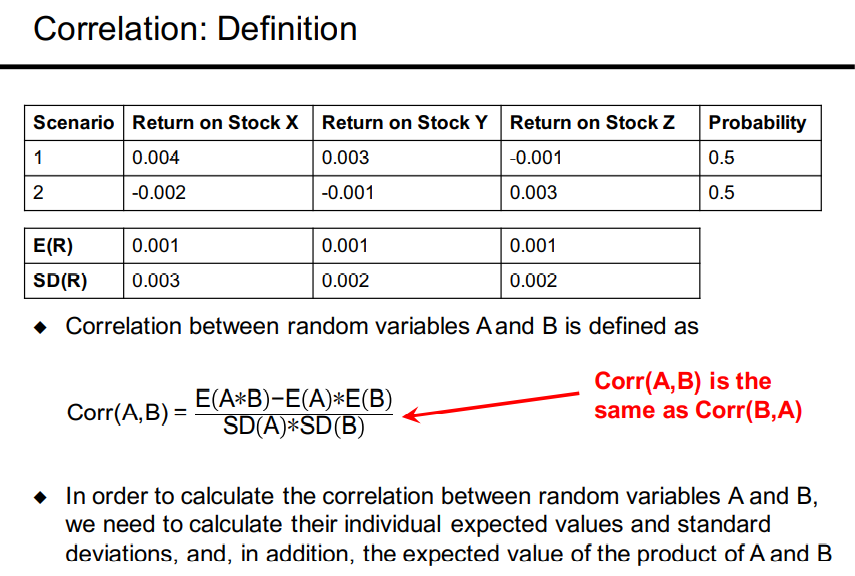 Correlation: Definition
Scenario Return on Stock X Return on Stock Y Return on Stock Z Probability
1 0.004 0.003 -0.001 0.5
2 -0.002 -0.001 0.003 0.5
E(R) 0.001 0.001 0.001
SD(R) 0.003 0.002 0.002
◆ Correlation between random variables A and B is defined as
Corr(A,B) is the
same as Corr(B,A)
E(A*B)−E(A)*E(B)
Corr(A,B) =
SD(A)*SD(B)
◆ In order to calculate the correlation between random variables A and B,
we need to calculate their individual expected values and standard
deviations, and, in addition, the expected value of the product of A and B